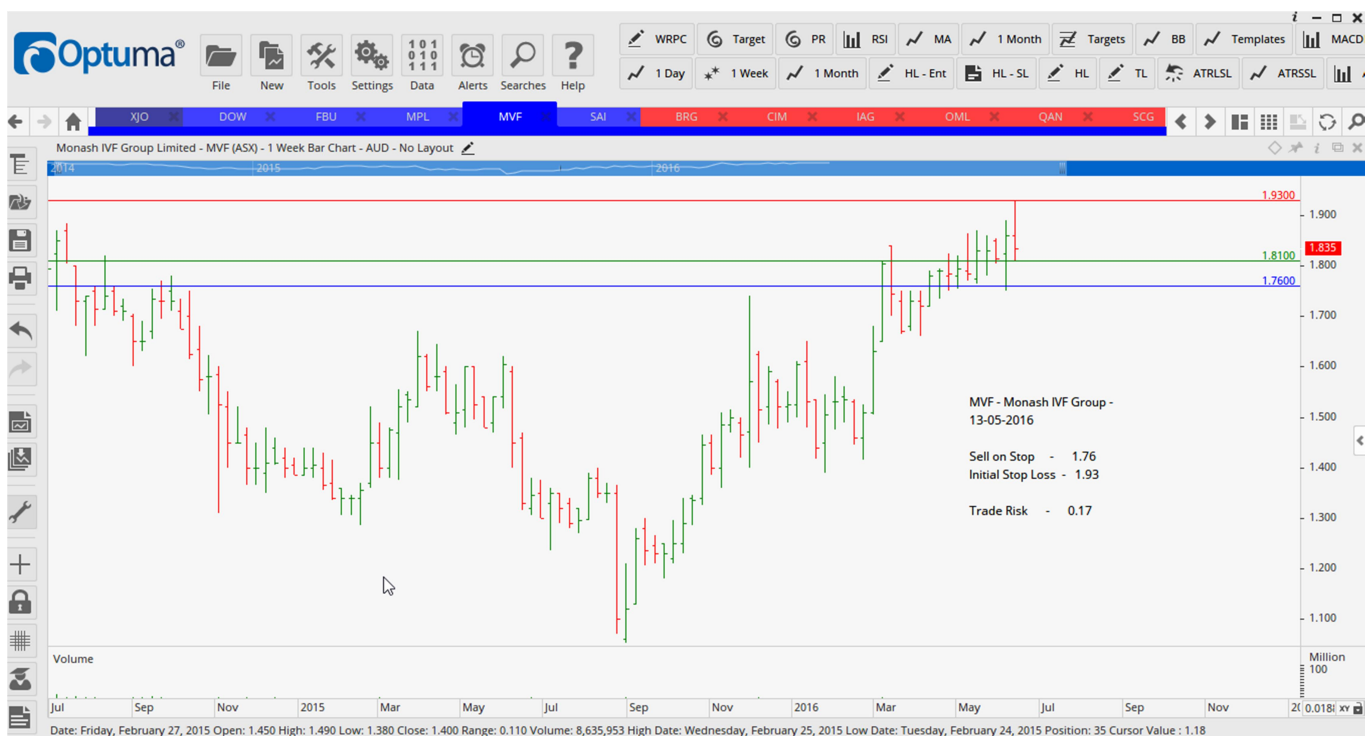 i
Optuma®
File New Tools Settings Data Alerts Searches Help
101
010
111
WRPC Target PR RSI MA 1 Month Targets BB Templates MACD
1 Day 1 Week 1 Month HL - Ent HL - SL HL TL ATRLSL ATRSSL
XJO DOW FBU MPL MVF SAI BRG CIM IAG OML QAN SCG
Monash IVF Group Limited - MVF (ASX) - 1 Week Bar Chart - AUD - No Layout
2014 2015 2016
1.9300
1.900
1.835
1.8100
1.800
1.7600
1.700
1.600
1.500
1.400
1.300
1.200
1.100
MVF - Monash IVF Group -
13-05-2016
Sell on Stop - 1.76
Initial Stop Loss - 1.93
Trade Risk - 0.17
Volume
Million
100
Jul Sep Nov 2015 Mar May Jul Sep Nov 2016 Mar May Jul Sep Nov
XY
Date: Friday, February 27, 2015 Open: 1.450 High: 1.490 Low: 1.380 Close: 1.400 Range: 0.110 Volume: 8,635,953 High Date: Wednesday, February 25, 2015 Low Date: Tuesday, February 24, 2015 Position: 35 Cursor Value : 1.18